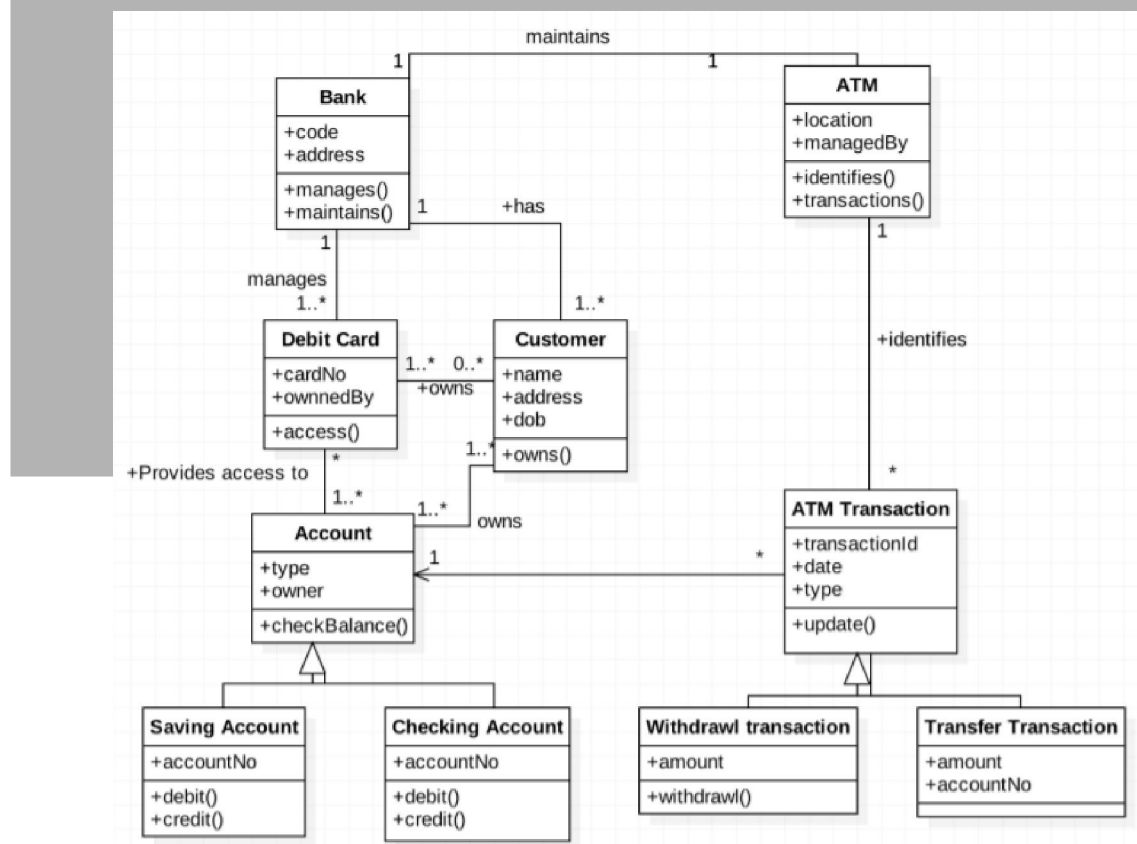 maintains
1
1
Bank
+code
+address
+manages()
+maintains()
ATM
+location
+managedBy
+identifies()
+transactions()
1
+has
1
manages
1..*
1..*
1
+identifies
*
Debit Card
+cardNo
+ownnedBy
+access()
1..* 0..*
+owns
Customer
+name
+address
+dob
+owns()
*
+Provides access to
1..*
1..*
1..*
owns
Account
+type
+owner
+checkBalance()
1
*
ATM Transaction
+transactionId
+date
+type
+update()
Saving Account
+accountNo
+debit()
+credit()
Checking Account
+accountNo
+debit()
+credit()
Withdrawl transaction
+amount
+withdrawl()
Transfer Transaction
+amount
+accountNo